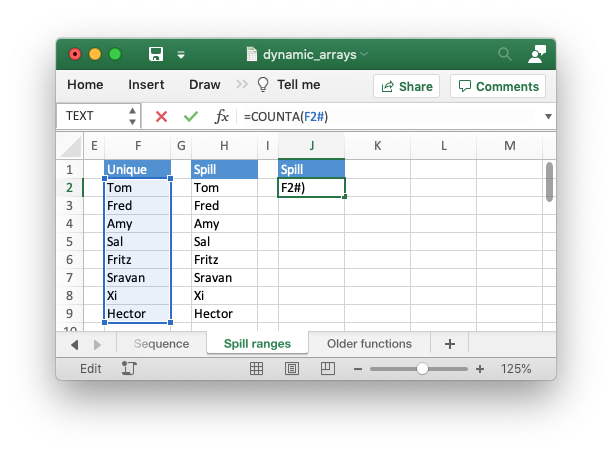 dynamic_arrays
Home Insert Draw Tell me Share Comments
TEXT fx =COUNTA(F2#)
E F G H I J K L M
1 Unique Spill Spill
2 Tom Tom F2#)
3 Fred Fred
4 Amy Amy
5 Sal Sal
6 Fritz Fritz
7 Sravan Sravan
8 Xi Xi
9 Hector Hector
10
Sequence Spill ranges Older functions +
Edit 125%